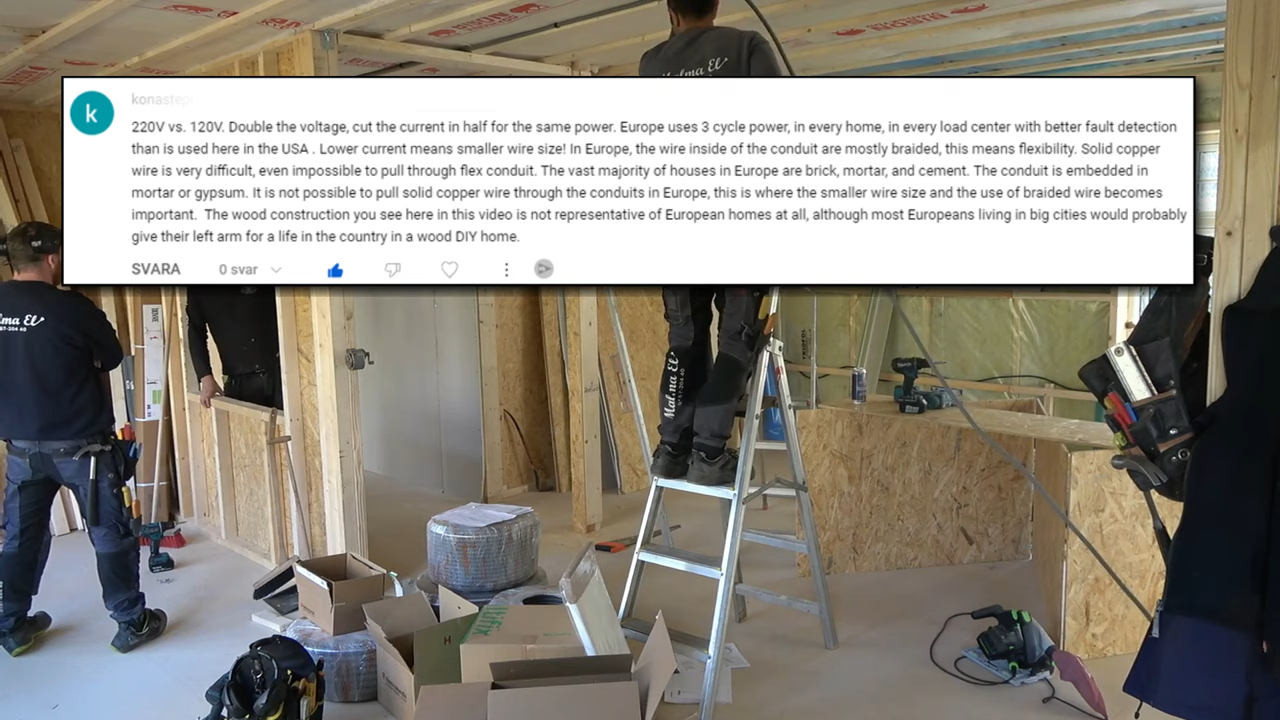 Malma El
konastep
k
220V vs. 120V. Double the voltage, cut the current in half for the same power. Europe uses 3 cycle power, in every home, in every load center with better fault detection
than is used here in the USA . Lower current means smaller wire size! In Europe, the wire inside of the conduit are mostly braided, this means flexibility. Solid copper
wire is very difficult, even impossible to pull through flex conduit. The vast majority of houses in Europe are brick, mortar, and cement. The conduit is embedded in
mortar or gypsum. It is not possible to pull solid copper wire through the conduits in Europe, this is where the smaller wire size and the use of braided wire becomes
important.  The wood construction you see here in this video is not representative of European homes at all, although most Europeans living in big cities would probably
give their left arm for a life in the country in a wood DIY home.
SVARA 0 svar
ma El
Malma El